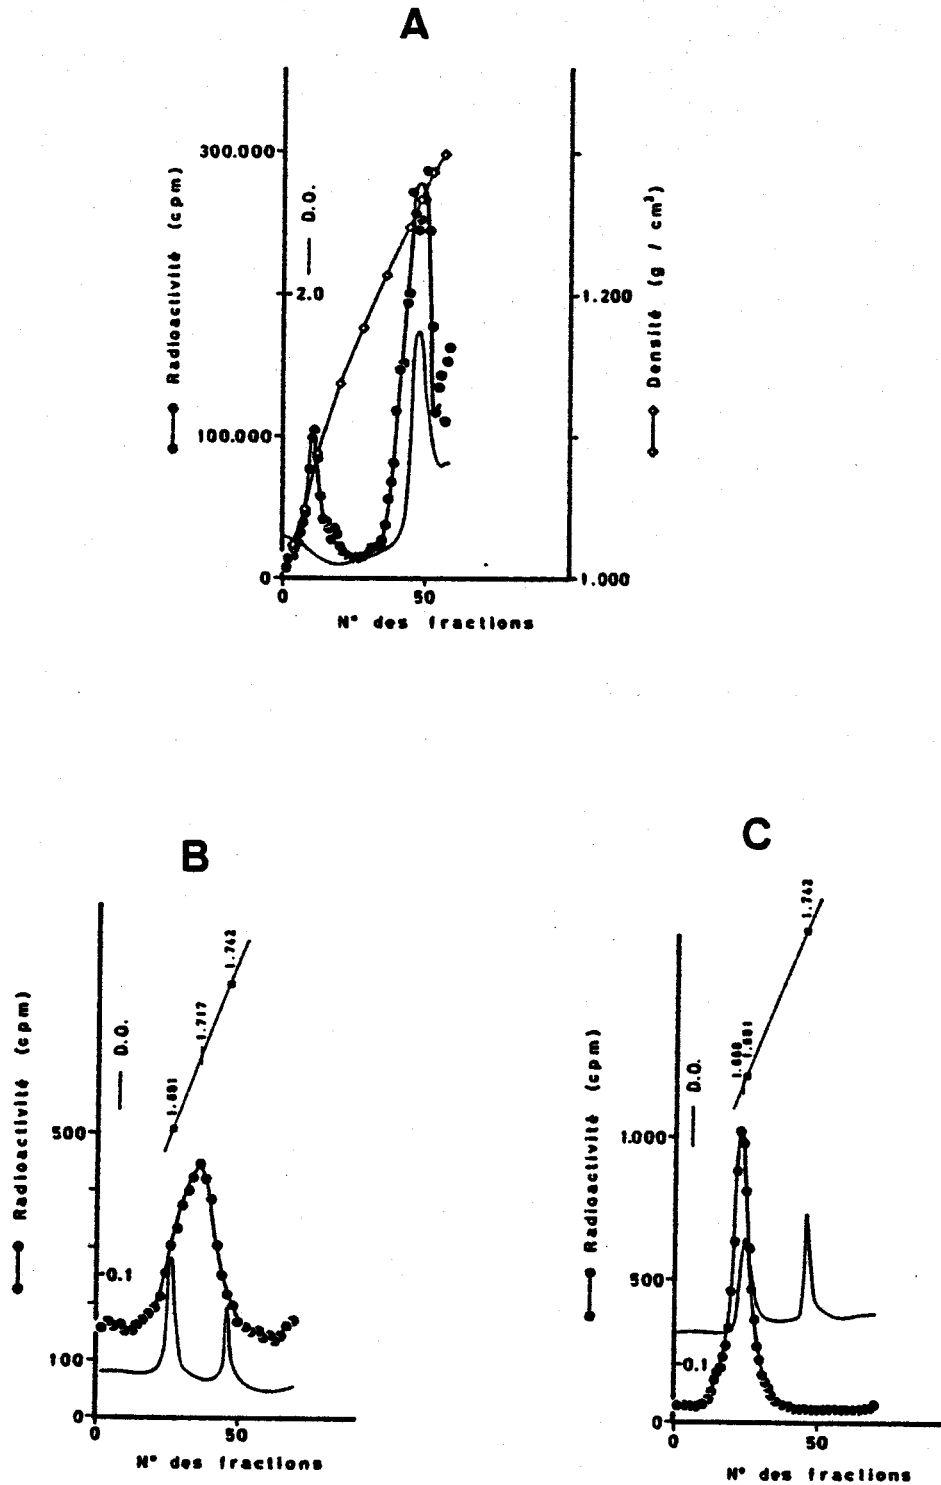 A
300.000
Radioactivité (cpm)
D.O.
2.0
100.000
0
0
50
N° des fractions
1.200
1.000
Densité (g / cm³)
B
Radioactivité (cpm)
D.O.
1.717
1.742
500
0.1
100
0
0
50
N° des fractions
C
Radioactivité (cpm)
D.O.
1.742
1.000
500
0.1
0
0
50
N° des fractions